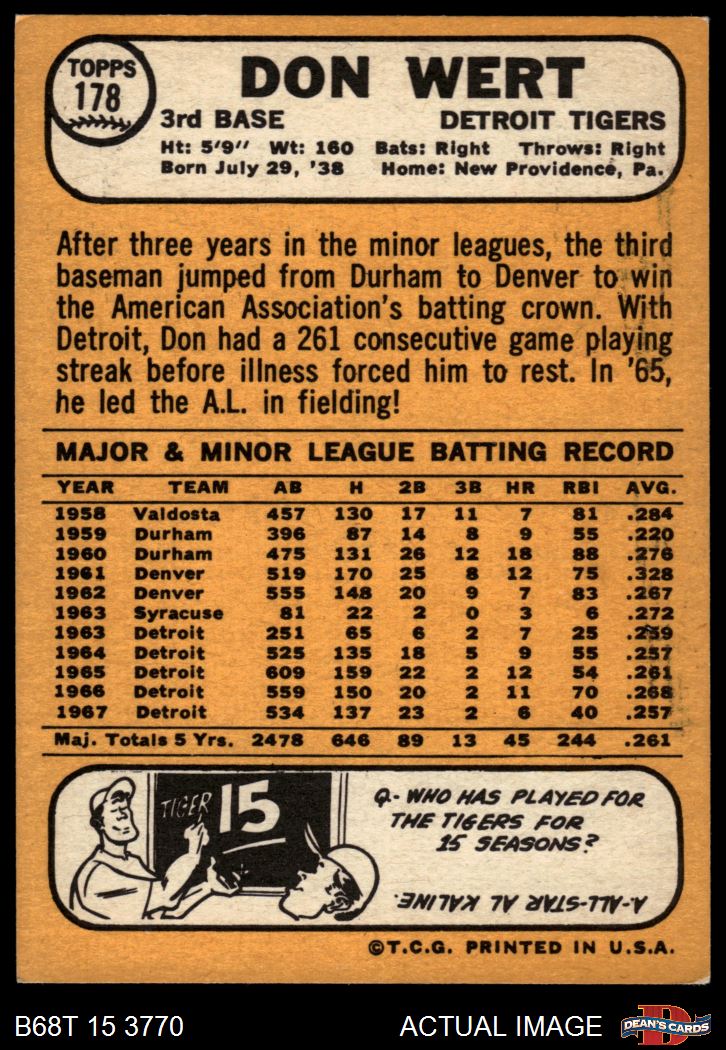 TOPPS
178
DON WERT
3rd BASE DETROIT TIGERS
Ht: 5'9" Wt: 160 Bats: Right Throws: Right
Born July 29, '38 Home: New Providence, Pa.
After three years in the minor leagues, the third
baseman jumped from Durham to Denver to win
the American Association's batting crown. With
Detroit, Don had a 261 consecutive game playing
streak before illness forced him to rest. In '65,
he led the A.L. in fielding!
MAJOR & MINOR LEAGUE BATTING RECORD
YEAR TEAM AB H 2B 3B HR RBI AVG.
1958 Valdosta 457 130 17 11 7 81 .284
1959 Durham 396 87 14 8 9 55 .220
1960 Durham 475 131 26 12 18 88 .276
1961 Denver 519 170 25 8 12 75 .328
1962 Denver 555 148 20 9 7 83 .267
1963 Syracuse 81 22 2 0 3 6 .272
1963 Detroit 251 65 6 2 7 25 .259
1964 Detroit 525 135 18 5 9 55 .257
1965 Detroit 609 159 22 2 12 54 .261
1966 Detroit 559 150 20 2 11 70 .268
1967 Detroit 534 137 23 2 6 40 .257
Maj. Totals 5 Yrs. 2478 646 89 13 45 244 .261
TIGER 15
Q- WHO HAS PLAYED FOR
THE TIGERS FOR
15 SEASONS?
A-ALL-STAR AL KALINE.
©T.C.G. PRINTED IN U.S.A.
B68T 15 3770 ACTUAL IMAGE
D
DEAN'S CARDS